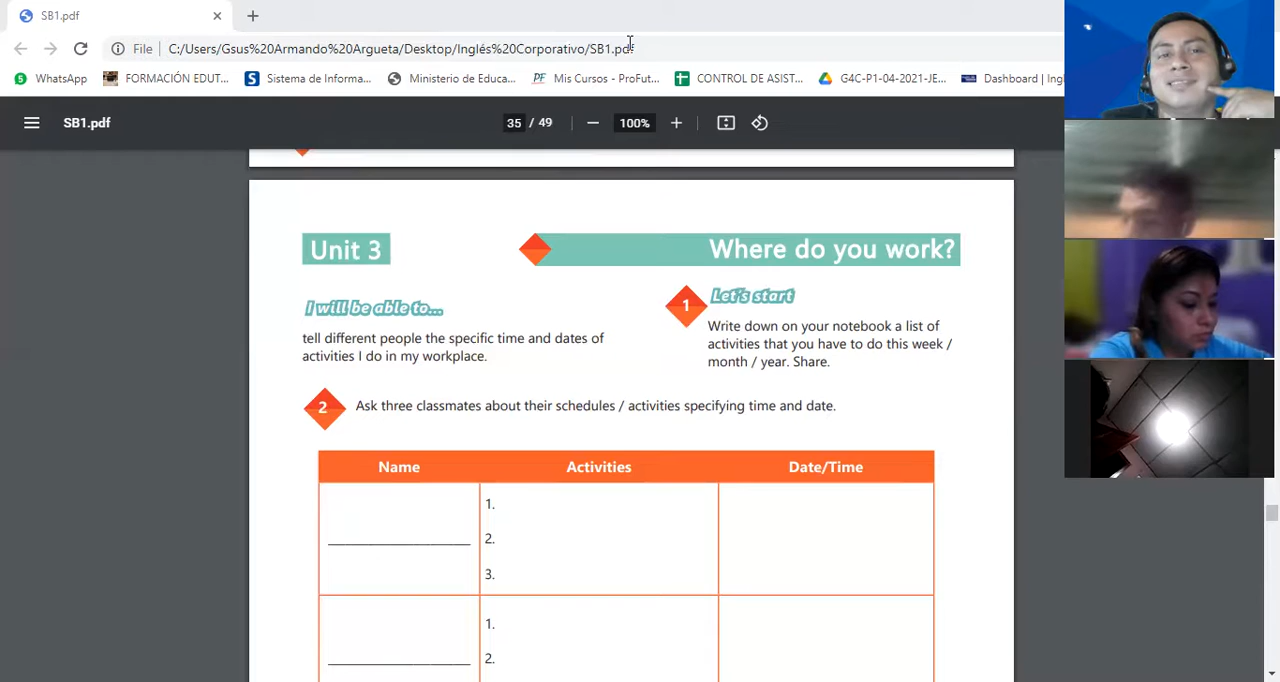 SB1.pdf
File
C:/Users/Gsus%20Armando%20Argueta/Desktop/Inglés%20Corporativo/SB1.pdf
WhatsApp
FORMACIÓN EDUT...
Sistema de Informa...
Ministerio de Educa...
Mis Cursos - ProFut...
CONTROL DE ASIST...
G4C-P1-04-2021-JE...
Dashboard | Ingl
SB1.pdf
35 / 49
100%
Unit 3
Where do you work?
I will be able to...
tell different people the specific time and dates of
activities I do in my workplace.
1
Let's start
Write down on your notebook a list of
activities that you have to do this week /
month / year. Share.
2
Ask three classmates about their schedules / activities specifying time and date.
Name
Activities
Date/Time
1.
2.
3.
1.
2.